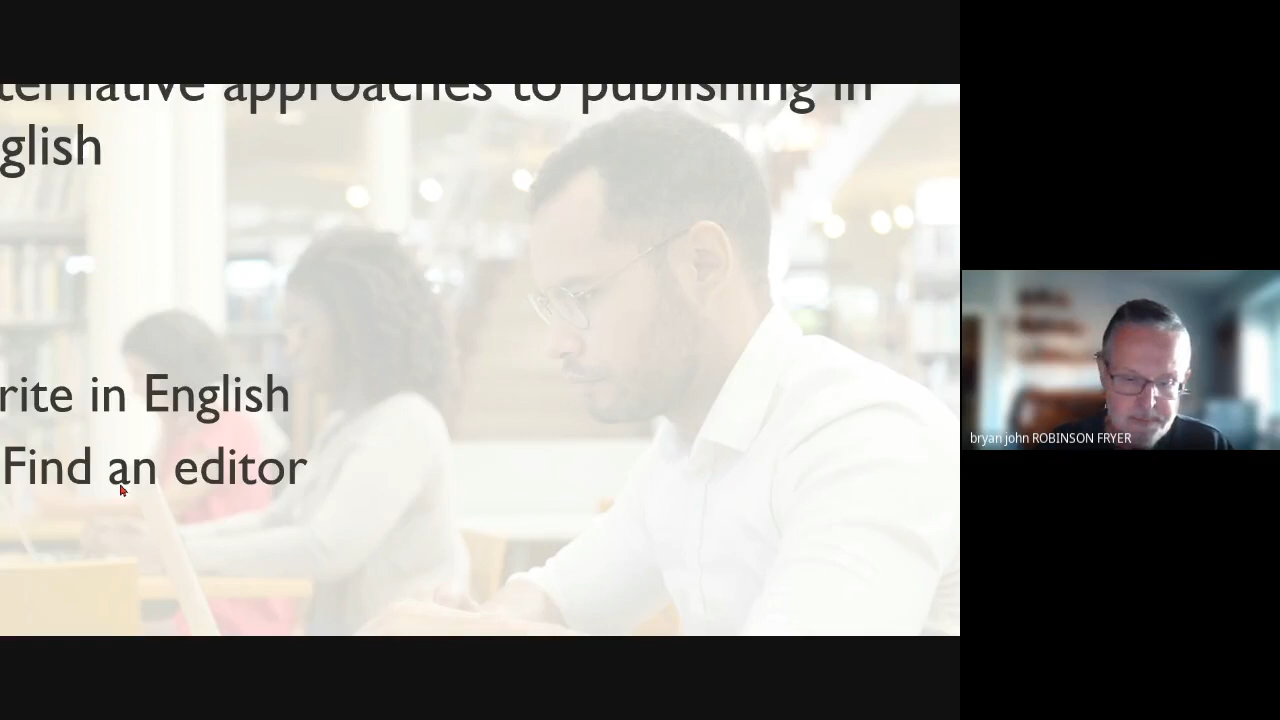 ternative approaches to publishing in
glish
rite in English
Find an editor
bryan john ROBINSON FRYER